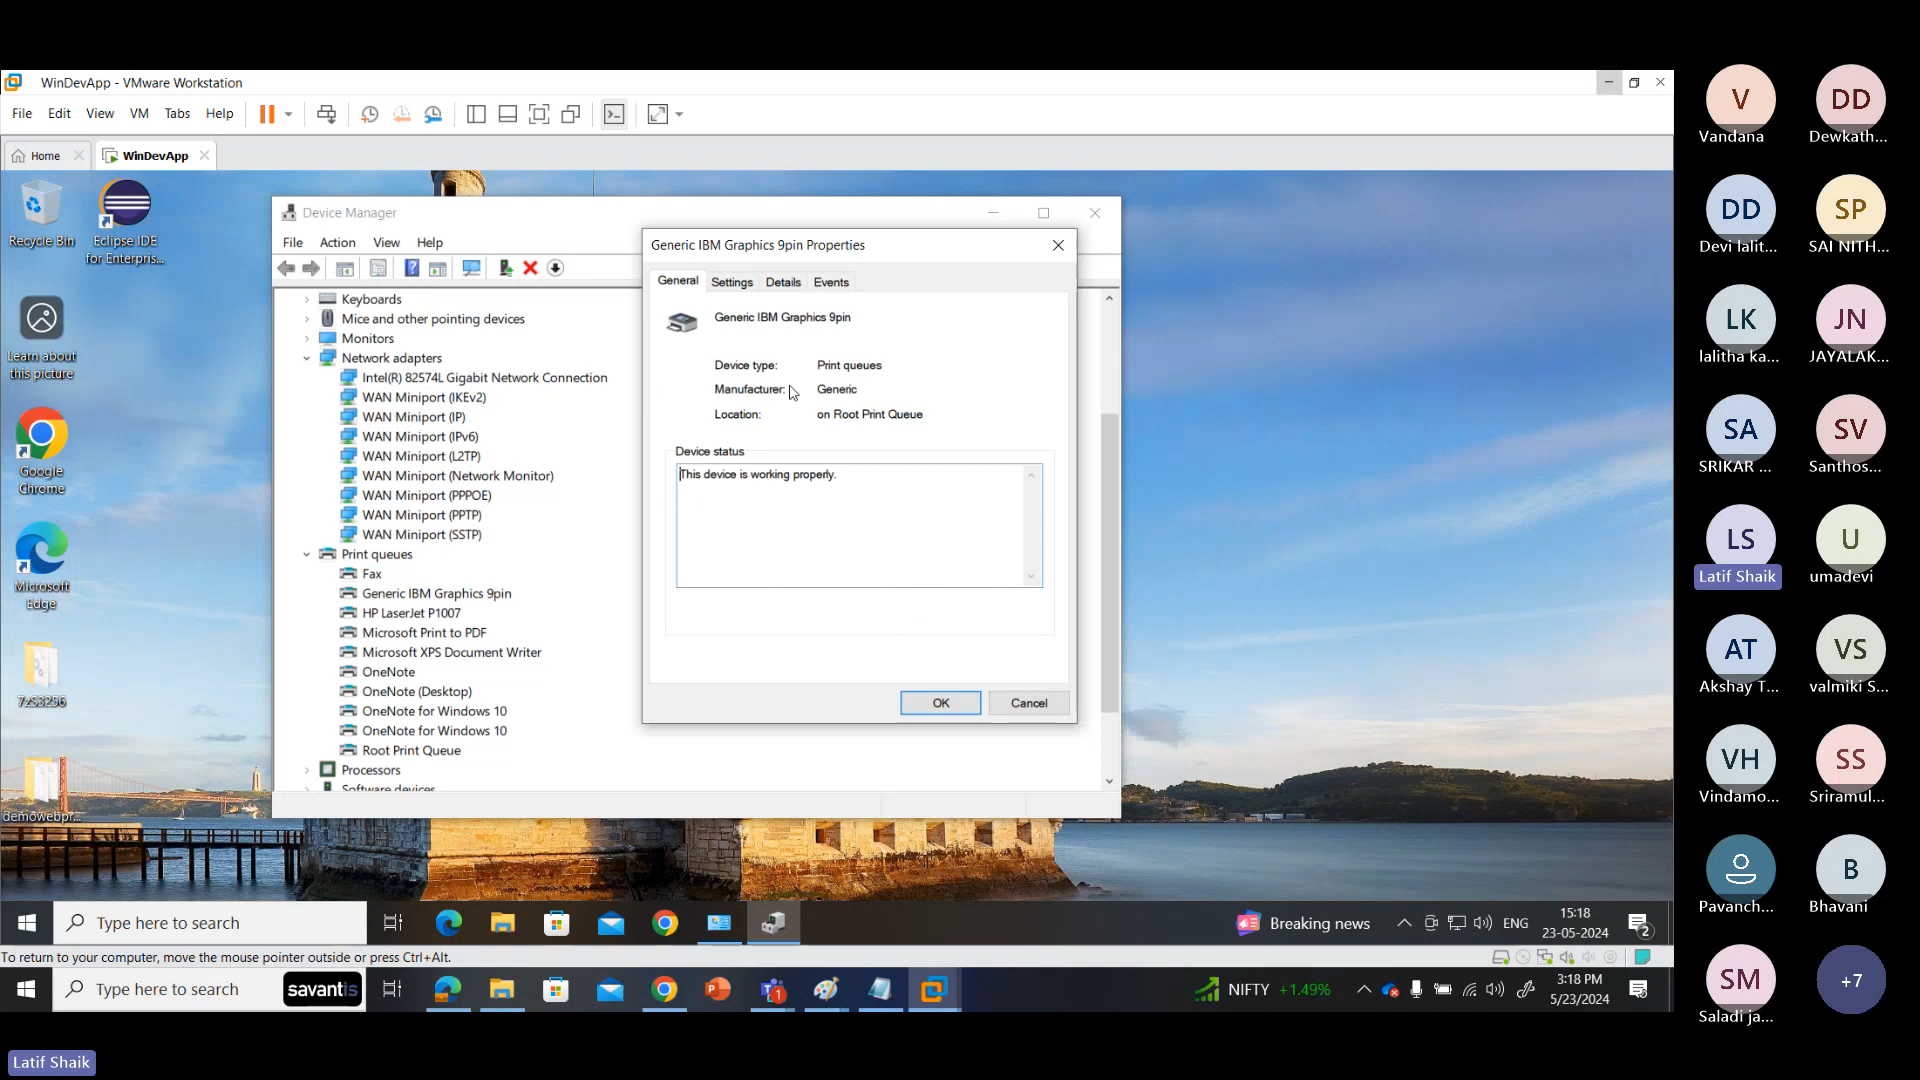 WinDevApp - VMware Workstation
File Edit View VM Tabs Help
Home WinDevApp
Recycle Bin
Eclipse IDE
for Enterpris...
Learn about
this picture
Google
Chrome
Microsoft
Edge
7zS3256
demowebpr...
Device Manager
File Action View Help
Keyboards
Mice and other pointing devices
Monitors
Network adapters
Intel(R) 82574L Gigabit Network Connection
WAN Miniport (IKEv2)
WAN Miniport (IP)
WAN Miniport (IPv6)
WAN Miniport (L2TP)
WAN Miniport (Network Monitor)
WAN Miniport (PPPOE)
WAN Miniport (PPTP)
WAN Miniport (SSTP)
Print queues
Fax
Generic IBM Graphics 9pin
HP LaserJet P1007
Microsoft Print to PDF
Microsoft XPS Document Writer
OneNote
OneNote (Desktop)
OneNote for Windows 10
OneNote for Windows 10
Root Print Queue
Processors
Software devices
Generic IBM Graphics 9pin Properties
General Settings Details Events
Generic IBM Graphics 9pin
Device type: Print queues
Manufacturer: Generic
Location: on Root Print Queue
Device status
This device is working properly.
OK Cancel
Type here to search
Breaking news
ENG
15:18
23-05-2024
2
To return to your computer, move the mouse pointer outside or press Ctrl+Alt.
Type here to search
savantis
1
NIFTY +1.49%
3:18 PM
5/23/2024
Latif Shaik
V
Vandana
DD
Dewkath...
DD
Devi lalit...
SP
SAI NITH...
LK
lalitha ka...
JN
JAYALAK...
SA
SRIKAR ...
SV
Santhos...
LS
Latif Shaik
U
umadevi
AT
Akshay T...
VS
valmiki S...
VH
Vindamo...
SS
Sriramul...
Pavanch...
B
Bhavani
SM
Saladi ja...
+7